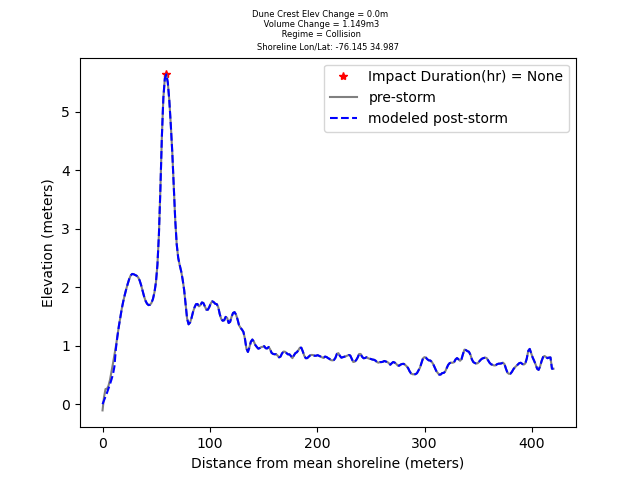 Dune Crest Elev Change = 0.0m
Volume Change = 1.149m3
Regime = Collision
Shoreline Lon/Lat: -76.145 34.987
Impact Duration(hr) = None
pre-storm
modeled post-storm
Elevation (meters)
5
4
3
2
1
0
0 100 200 300 400
Distance from mean shoreline (meters)